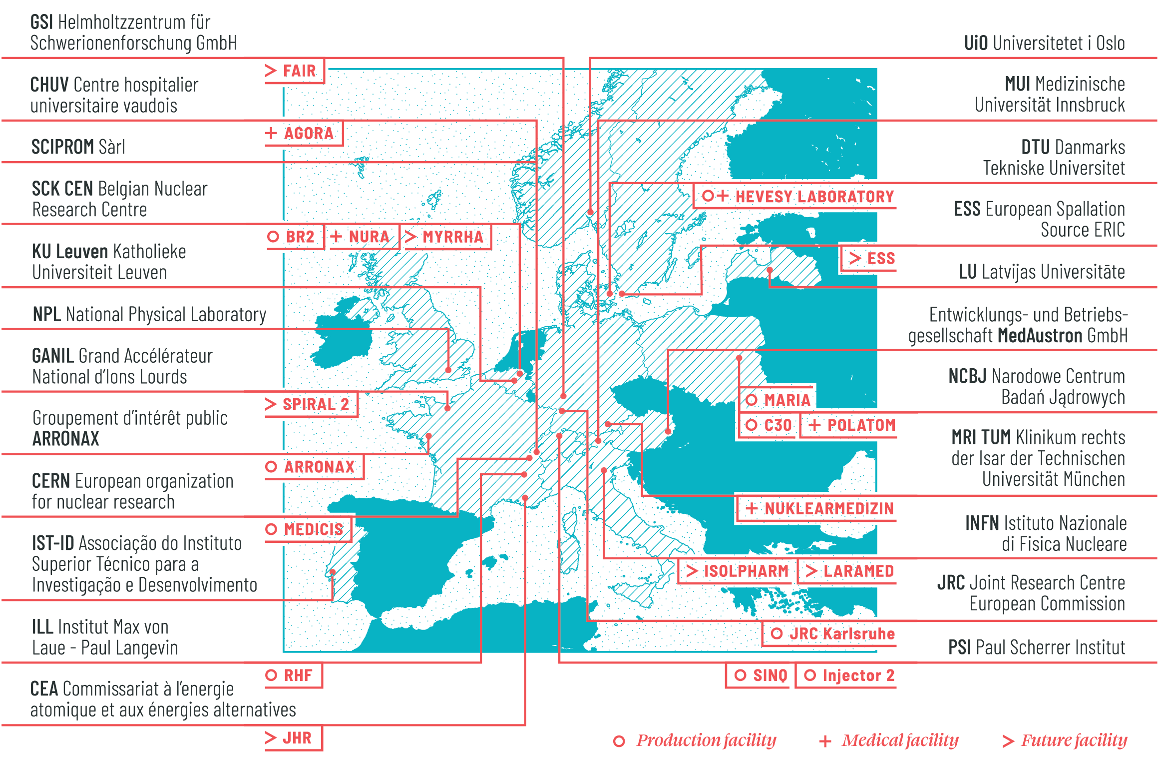 GSI Helmholtzzentrum für
Schwerionenforschung GmbH
> FAIR
CHUV Centre hospitalier
universitaire vaudois
+ AGORA
SCIPROM Sàrl
SCK CEN Belgian Nuclear
Research Centre
BR2 + NURA > MYRRHA
KU Leuven Katholieke
Universiteit Leuven
NPL National Physical Laboratory
GANIL Grand Accélérateur
National d'Ions Lourds
> SPIRAL 2
Groupement d'intérêt public
ARRONAX
O ARRONAX
CERN European organization
for nuclear research
O MEDICIS
IST-ID Associação do Instituto
Superior Técnico para a
Investigação e Desenvolvimento
ILL Institut Max von
Laue - Paul Langevin
O RHF
CEA Commissariat à l'energie
atomique et aux énergies alternatives
> JHR
UiO Universitetet i Oslo
MUI Medizinische
Universität Innsbruck
DTU Danmarks
Tekniske Universitet
O+ HEVESY LABORATORY
ESS European Spallation
Source ERIC
> ESS
LU Latvijas Universitāte
Entwicklungs- und Betriebs-
gesellschaft MedAustron GmbH
NCBJ Narodowe Centrum
Badań Jądrowych
O MARIA
O C30 + POLATOM
MRI TUM Klinikum rechts
der Isar der Technischen
Universität München
+ NUKLEARMEDIZIN
INFN Istituto Nazionale
di Fisica Nucleare
> ISOLPHARM > LARAMED
JRC Joint Research Centre
European Commission
O JRC Karlsruhe
PSI Paul Scherrer Institut
O SINQ O Injector 2
O Production facility + Medical facility > Future facility